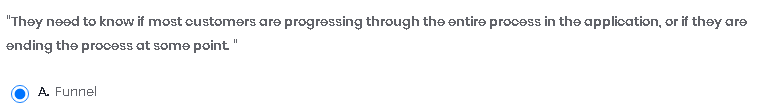 "They need to know if most customers are progressing through the entire process in the application, or if they are
ending the process at some point. "
A. Funnel